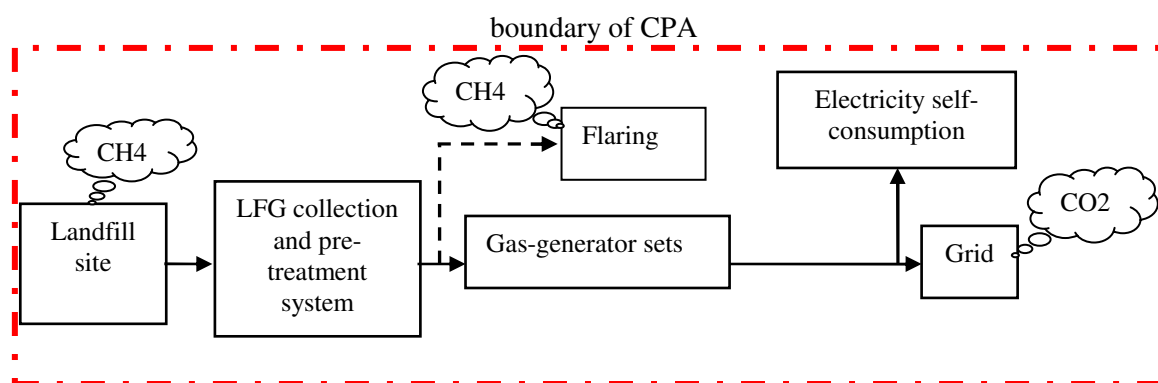 boundary of CPA
CH4
Landfill
site
LFG collection
and pre-
treatment
system
CH4
Flaring
Gas-generator sets
Electricity self-
consumption
Grid
CO2